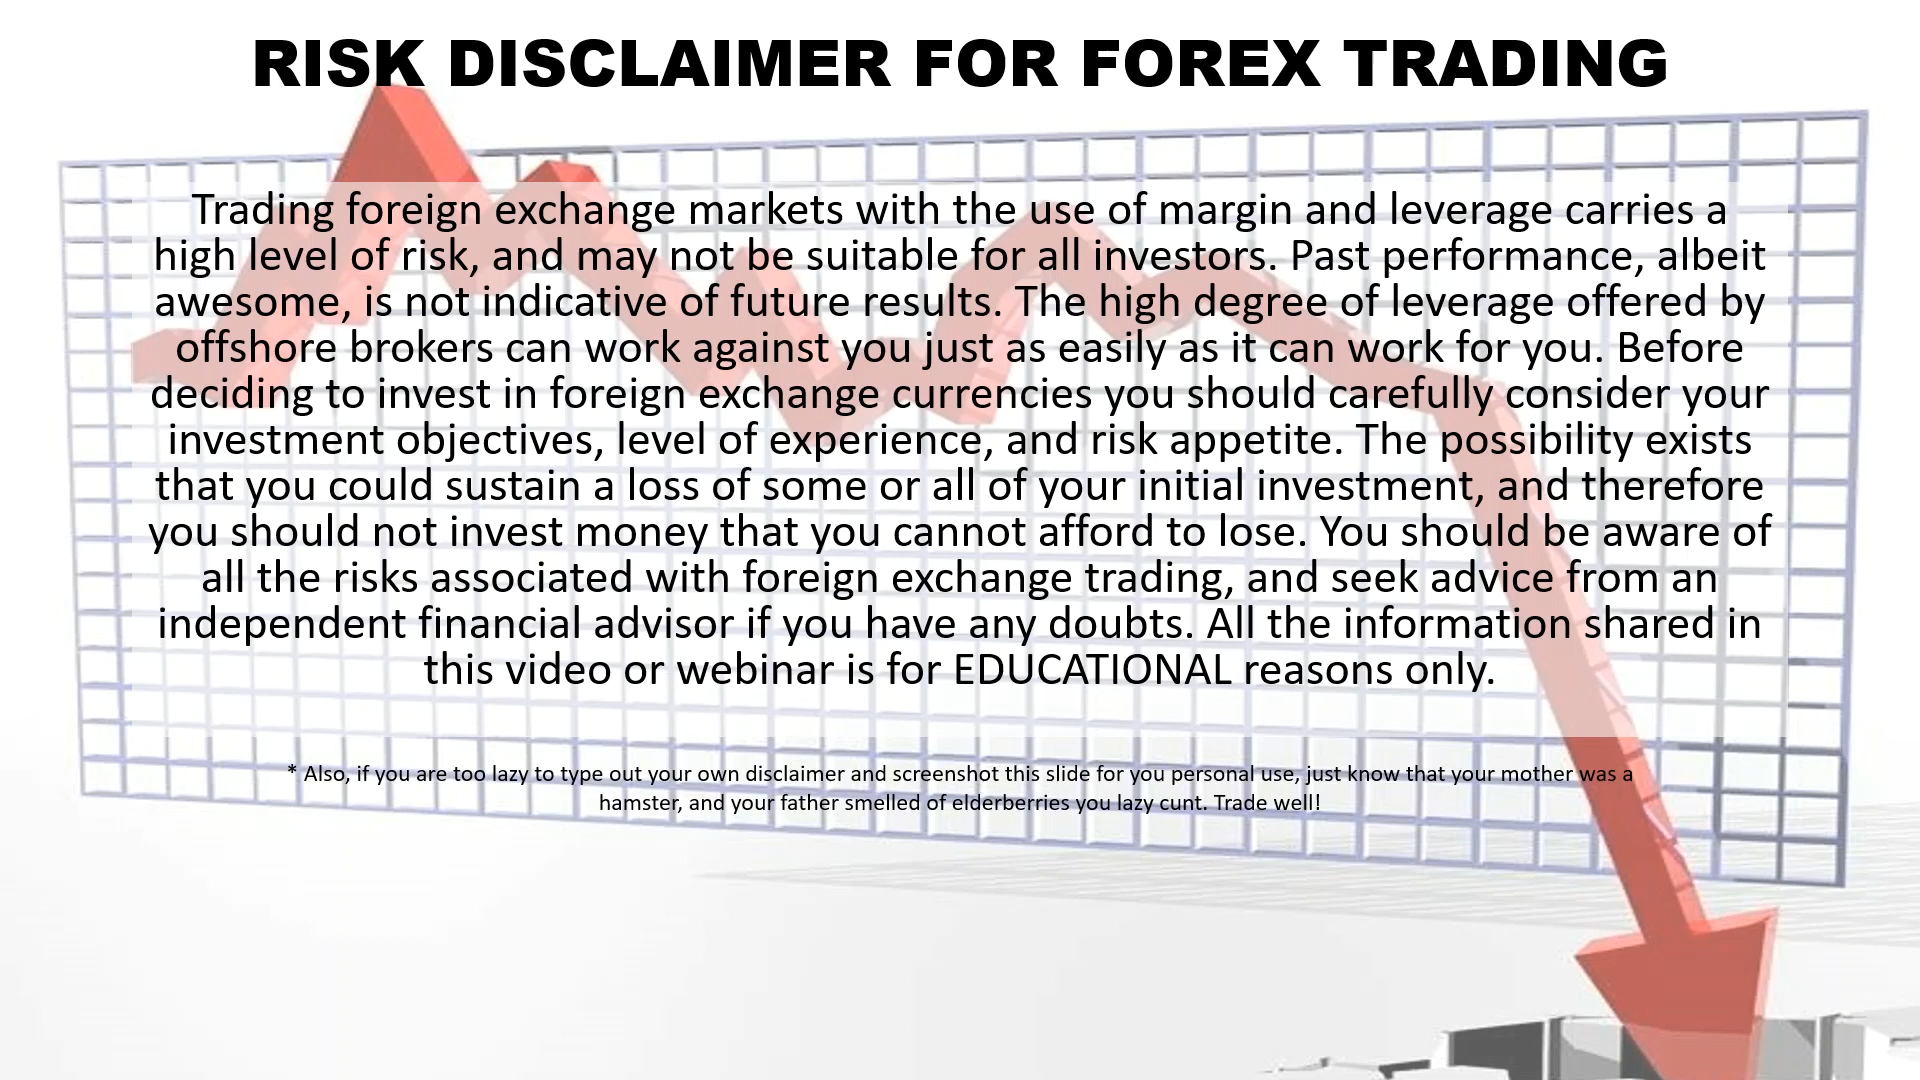 RISK DISCLAIMER FOR FOREX TRADING
Trading foreign exchange markets with the use of margin and leverage carries a
high level of risk, and may not be suitable for all investors. Past performance, albeit
awesome, is not indicative of future results. The high degree of leverage offered by
offshore brokers can work against you just as easily as it can work for you. Before
deciding to invest in foreign exchange currencies you should carefully consider your
investment objectives, level of experience, and risk appetite. The possibility exists
that you could sustain a loss of some or all of your initial investment, and therefore
you should not invest money that you cannot afford to lose. You should be aware of
all the risks associated with foreign exchange trading, and seek advice from an
independent financial advisor if you have any doubts. All the information shared in
this video or webinar is for EDUCATIONAL reasons only.
* Also, if you are too lazy to type out your own disclaimer and screenshot this slide for you personal use, just know that your mother was a
hamster, and your father smelled of elderberries you lazy cunt. Trade well!